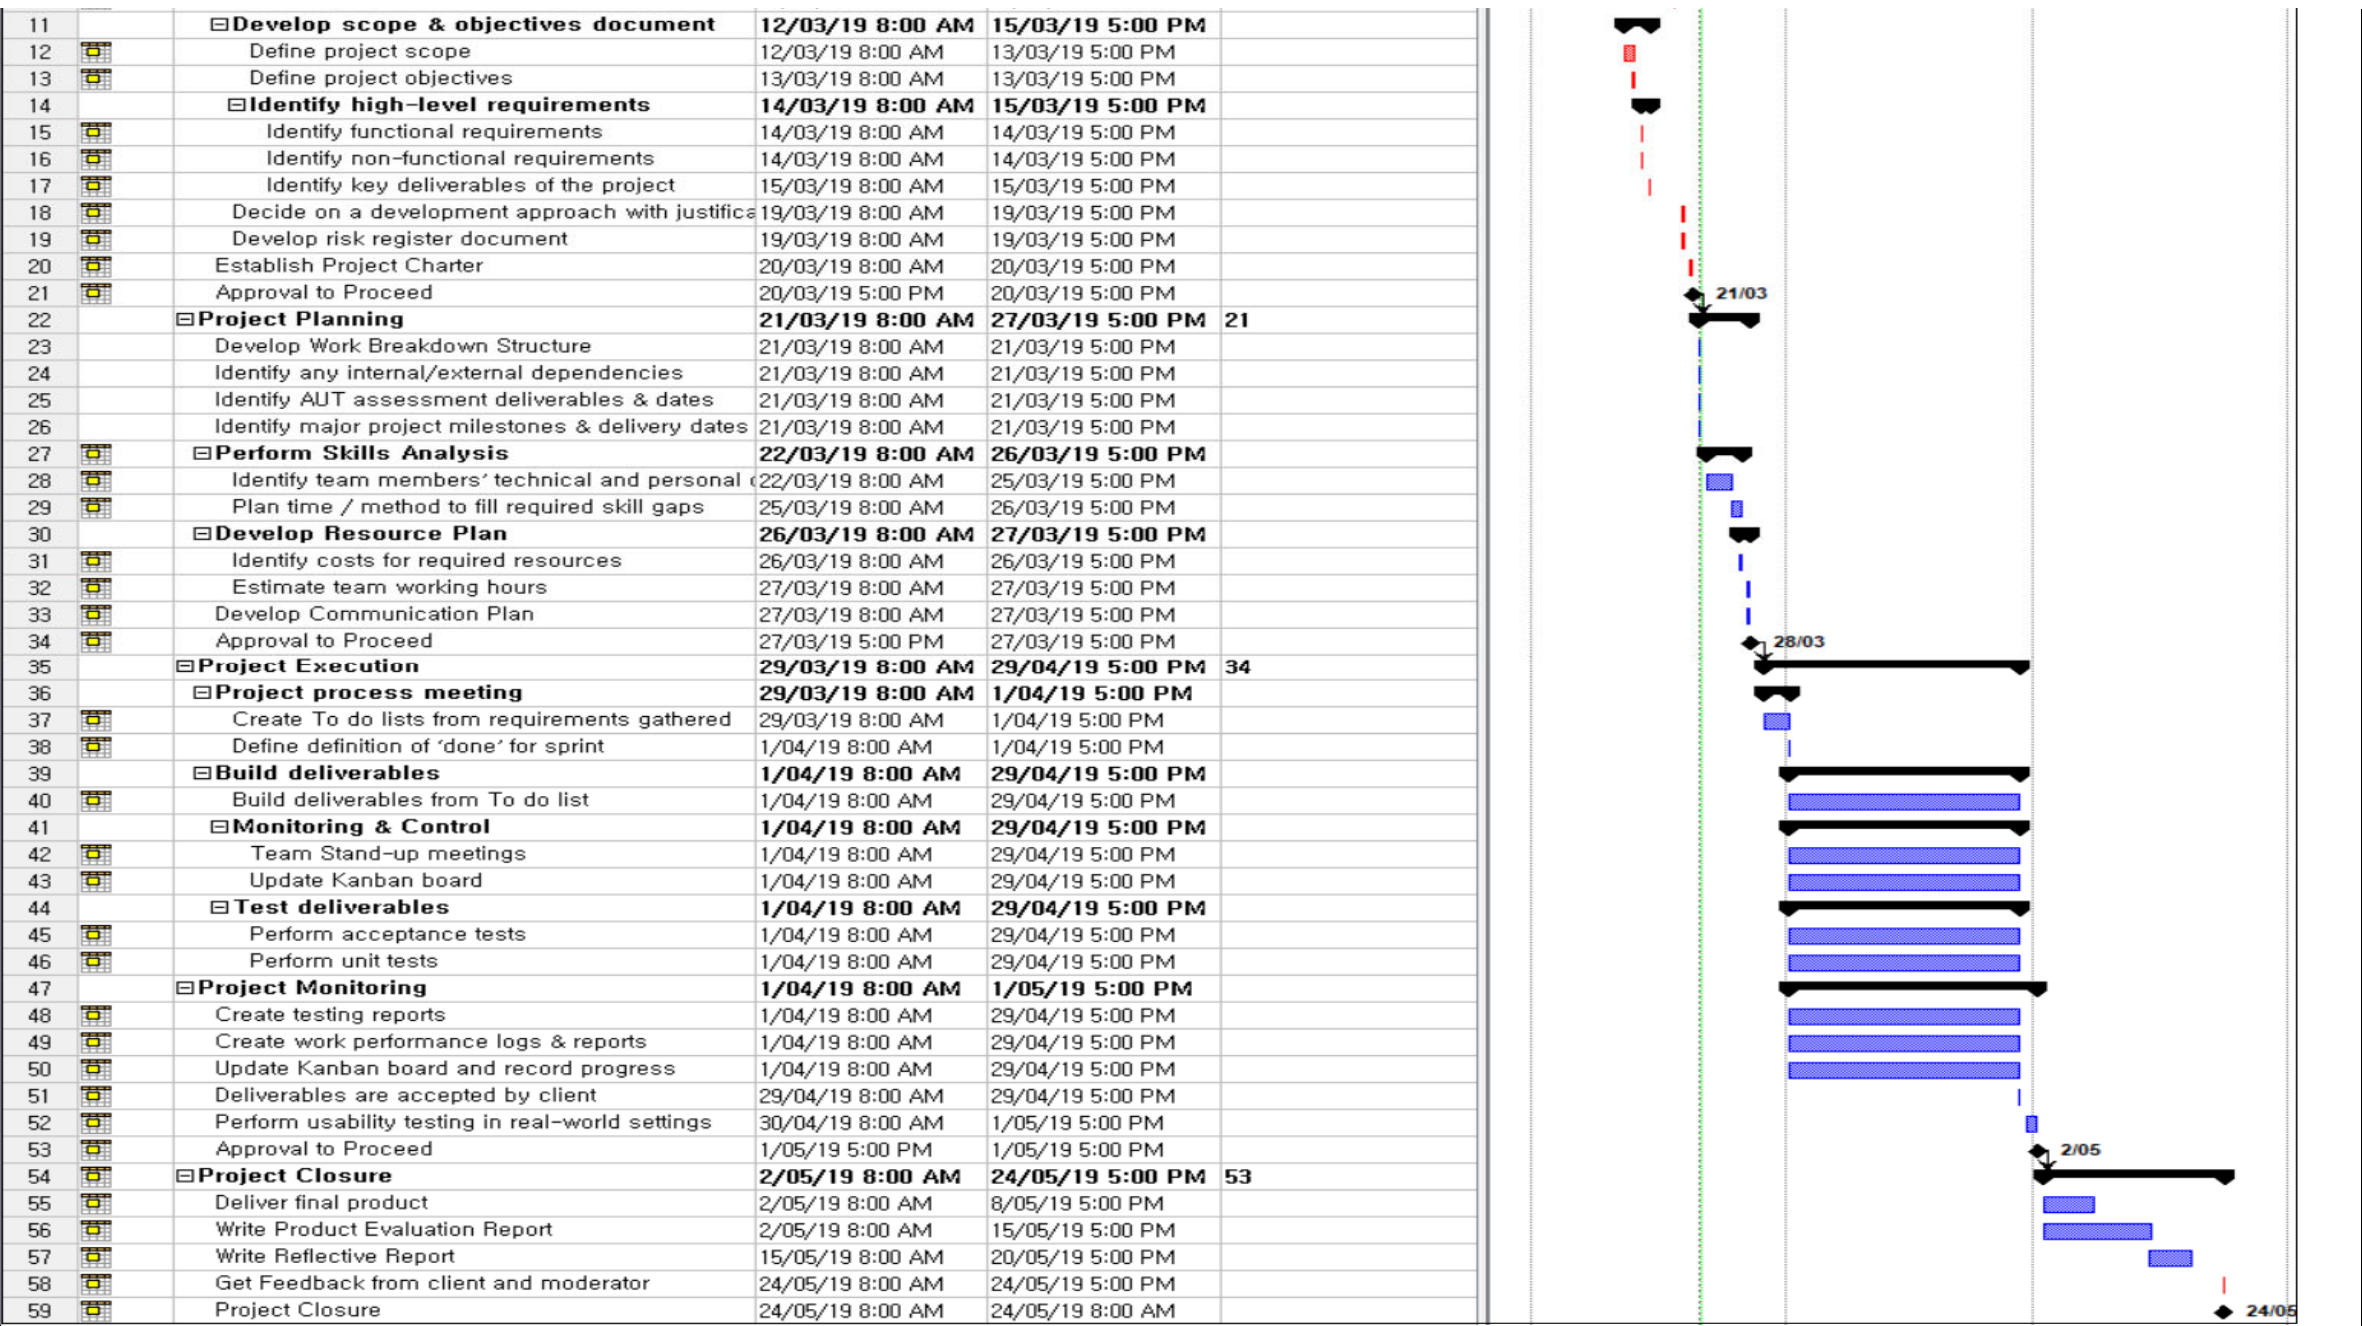 11 Develop scope & objectives document 12/03/19 8:00 AM 15/03/19 5:00 PM
12 Define project scope 12/03/19 8:00 AM 13/03/19 5:00 PM
13 Define project objectives 13/03/19 8:00 AM 13/03/19 5:00 PM
14 Identify high-level requirements 14/03/19 8:00 AM 15/03/19 5:00 PM
15 Identify functional requirements 14/03/19 8:00 AM 14/03/19 5:00 PM
16 Identify non-functional requirements 14/03/19 8:00 AM 14/03/19 5:00 PM
17 Identify key deliverables of the project 15/03/19 8:00 AM 15/03/19 5:00 PM
18 Decide on a development approach with justifica 19/03/19 8:00 AM 19/03/19 5:00 PM
19 Develop risk register document 19/03/19 8:00 AM 19/03/19 5:00 PM
20 Establish Project Charter 20/03/19 8:00 AM 20/03/19 5:00 PM
21 Approval to Proceed 20/03/19 5:00 PM 20/03/19 5:00 PM 21/03
22 Project Planning 21/03/19 8:00 AM 27/03/19 5:00 PM 21
23 Develop Work Breakdown Structure 21/03/19 8:00 AM 21/03/19 5:00 PM
24 Identify any internal/external dependencies 21/03/19 8:00 AM 21/03/19 5:00 PM
25 Identify AUT assessment deliverables & dates 21/03/19 8:00 AM 21/03/19 5:00 PM
26 Identify major project milestones & delivery dates 21/03/19 8:00 AM 21/03/19 5:00 PM
27 Perform Skills Analysis 22/03/19 8:00 AM 26/03/19 5:00 PM
28 Identify team members' technical and personal 22/03/19 8:00 AM 25/03/19 5:00 PM
29 Plan time / method to fill required skill gaps 25/03/19 8:00 AM 26/03/19 5:00 PM
30 Develop Resource Plan 26/03/19 8:00 AM 27/03/19 5:00 PM
31 Identify costs for required resources 26/03/19 8:00 AM 26/03/19 5:00 PM
32 Estimate team working hours 27/03/19 8:00 AM 27/03/19 5:00 PM
33 Develop Communication Plan 27/03/19 8:00 AM 27/03/19 5:00 PM
34 Approval to Proceed 27/03/19 5:00 PM 27/03/19 5:00 PM 28/03
35 Project Execution 29/03/19 8:00 AM 29/04/19 5:00 PM 34
36 Project process meeting 29/03/19 8:00 AM 1/04/19 5:00 PM
37 Create To do lists from requirements gathered 29/03/19 8:00 AM 1/04/19 5:00 PM
38 Define definition of 'done' for sprint 1/04/19 8:00 AM 1/04/19 5:00 PM
39 Build deliverables 1/04/19 8:00 AM 29/04/19 5:00 PM
40 Build deliverables from To do list 1/04/19 8:00 AM 29/04/19 5:00 PM
41 Monitoring & Control 1/04/19 8:00 AM 29/04/19 5:00 PM
42 Team Stand-up meetings 1/04/19 8:00 AM 29/04/19 5:00 PM
43 Update Kanban board 1/04/19 8:00 AM 29/04/19 5:00 PM
44 Test deliverables 1/04/19 8:00 AM 29/04/19 5:00 PM
45 Perform acceptance tests 1/04/19 8:00 AM 29/04/19 5:00 PM
46 Perform unit tests 1/04/19 8:00 AM 29/04/19 5:00 PM
47 Project Monitoring 1/04/19 8:00 AM 1/05/19 5:00 PM
48 Create testing reports 1/04/19 8:00 AM 29/04/19 5:00 PM
49 Create work performance logs & reports 1/04/19 8:00 AM 29/04/19 5:00 PM
50 Update Kanban board and record progress 1/04/19 8:00 AM 29/04/19 5:00 PM
51 Deliverables are accepted by client 29/04/19 8:00 AM 29/04/19 5:00 PM
52 Perform usability testing in real-world settings 30/04/19 8:00 AM 1/05/19 5:00 PM
53 Approval to Proceed 1/05/19 5:00 PM 1/05/19 5:00 PM 2/05
54 Project Closure 2/05/19 8:00 AM 24/05/19 5:00 PM 53
55 Deliver final product 2/05/19 8:00 AM 8/05/19 5:00 PM
56 Write Product Evaluation Report 2/05/19 8:00 AM 15/05/19 5:00 PM
57 Write Reflective Report 15/05/19 8:00 AM 20/05/19 5:00 PM
58 Get Feedback from client and moderator 24/05/19 8:00 AM 24/05/19 5:00 PM
59 Project Closure 24/05/19 8:00 AM 24/05/19 8:00 AM 24/05